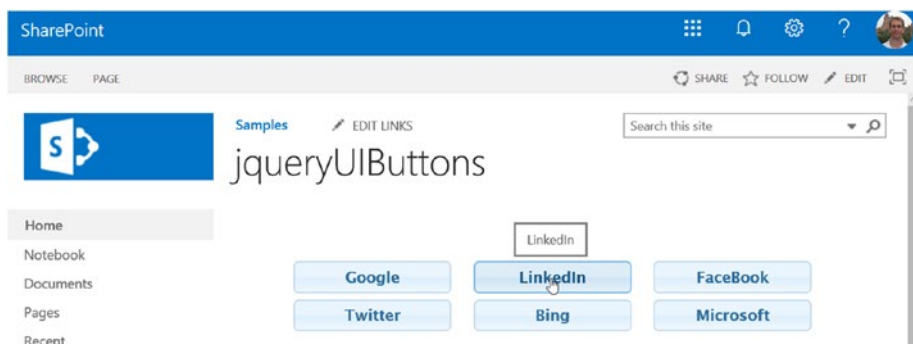 SharePoint
?
BROWSE PAGE
SHARE FOLLOW EDIT
S
Samples EDIT LINKS
Search this site
jqueryUIButtons
Home
Notebook
Documents
Pages
Recent
LinkedIn
Google LinkedIn FaceBook
Twitter Bing Microsoft